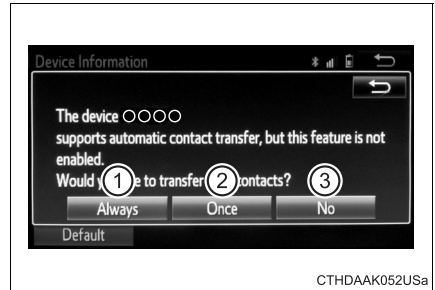 Device Information
The device ○○○○
supports automatic contact transfer, but this feature is not
enabled.
Would y e to transfer contacts?
1 2 3
Always Once No
Default
CTHDAAK052USa